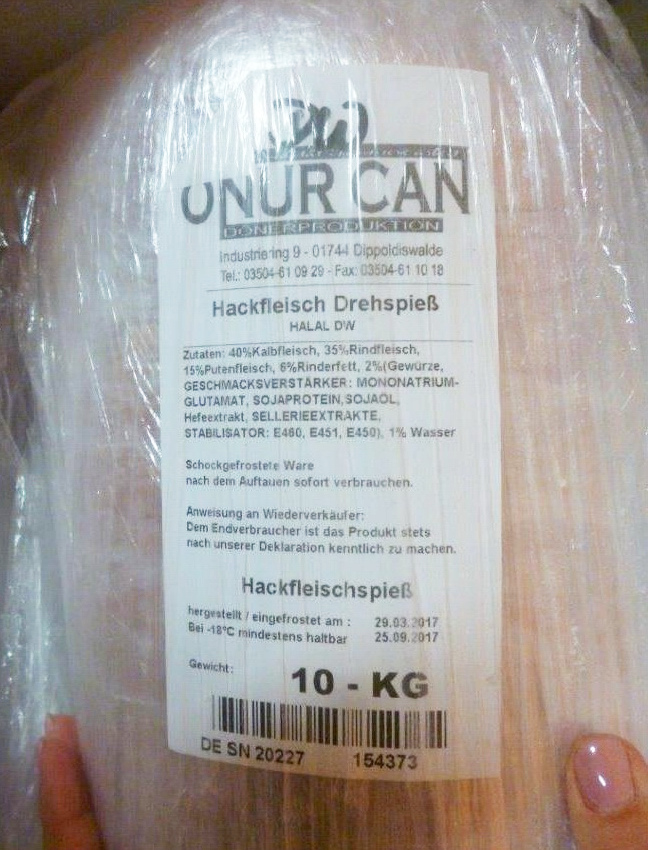 DW
ONUR CAN
DÖNERPRODUKTION
Industriering 9 - 01744 Dippoldiswalde
Tel.: 03504-61 09 29 - Fax: 03504-61 10 18
Hackfleisch Drehspieß
HALAL DW
Zutaten: 40%Kalbfleisch, 35%Rindfleisch,
15%Putenfleisch, 6%Rinderfett, 2%(Gewürze,
GESCHMACKSVERSTÄRKER: MONONATRIUM-
GLUTAMAT, SOJAPROTEIN,SOJAÖL,
Hefeextrakt, SELLERIEEXTRAKTE,
STABILISATOR: E460, E451, E450), 1% Wasser
Schockgefrostete Ware
nach dem Auftauen sofort verbrauchen.
Anweisung an Wiederverkäufer:
Dem Endverbraucher ist das Produkt stets
nach unserer Deklaration kenntlich zu machen.
Hackfleischspieß
hergestellt / eingefrostet am : 29.03.2017
Bei -18°C mindestens haltbar 25.09.2017
Gewicht: 10 - KG
DE SN 20227 154373